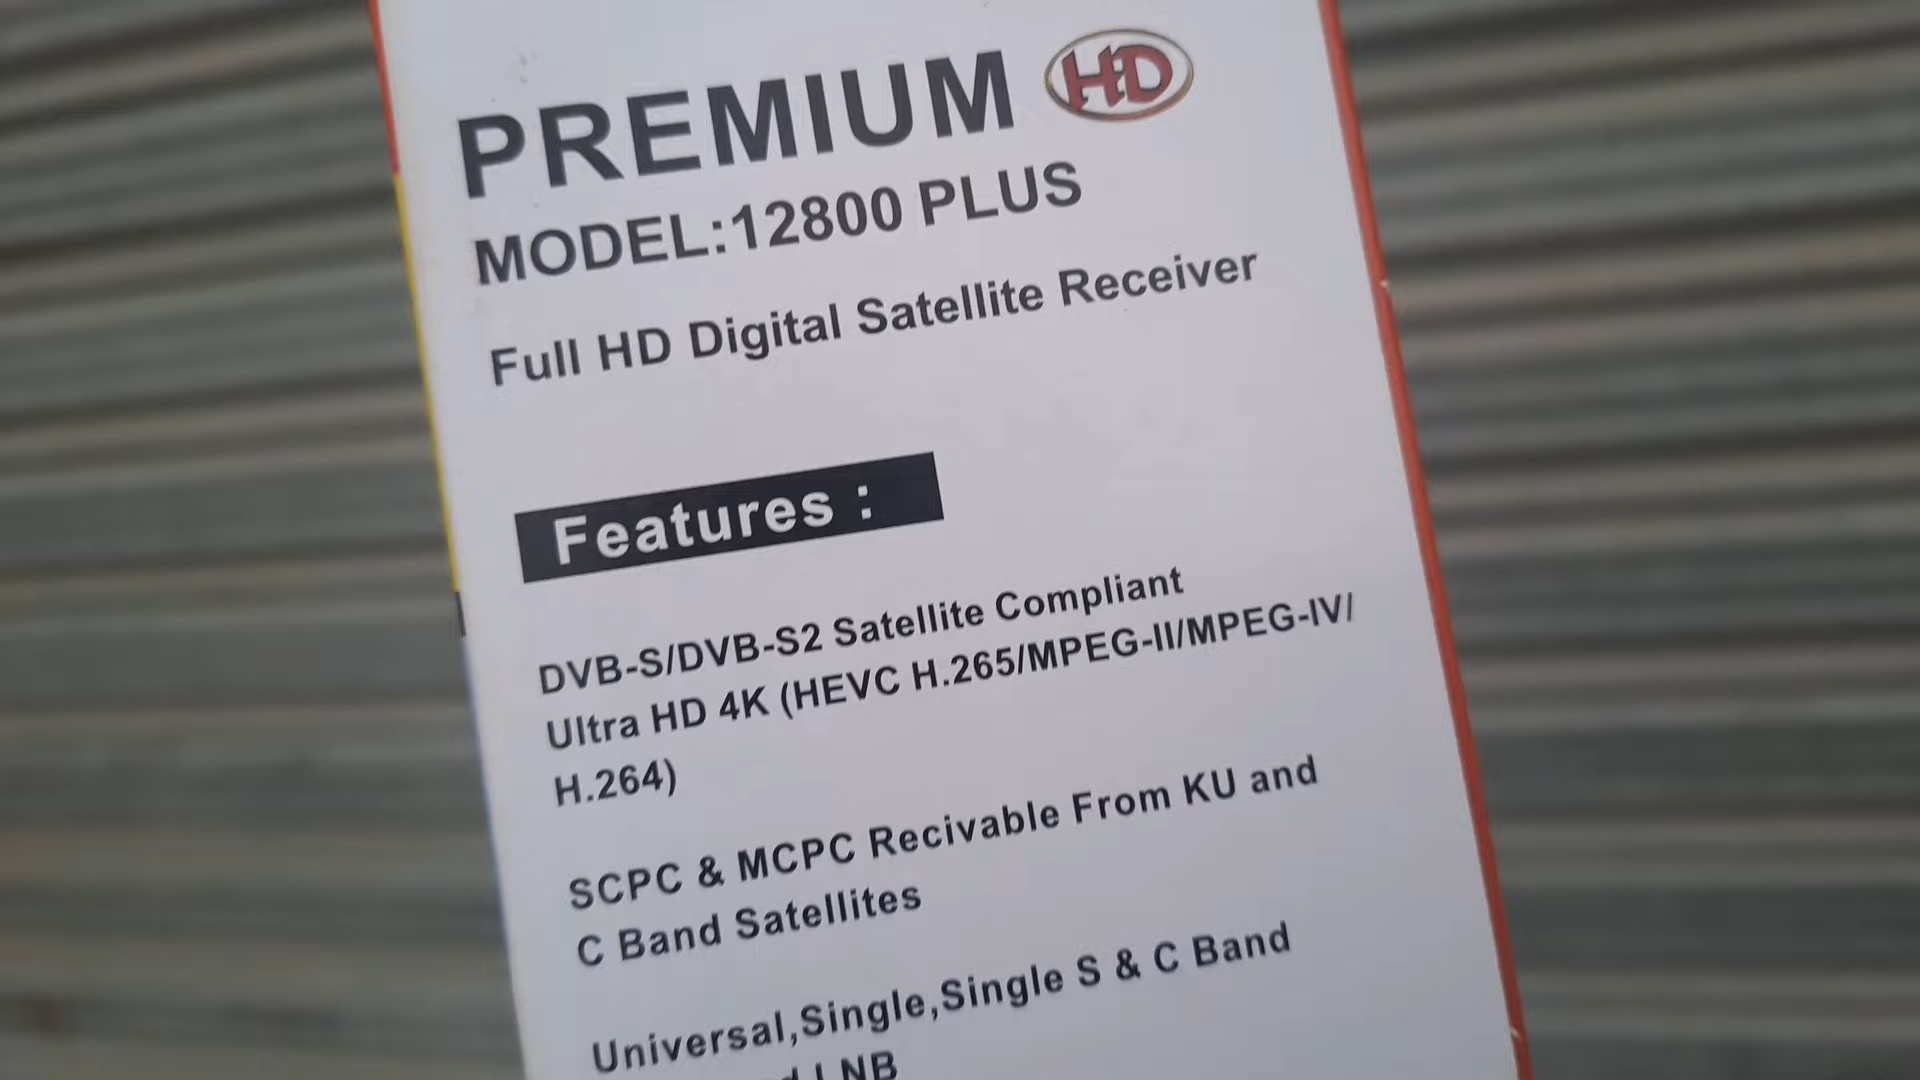 PREMIUM HD
MODEL:12800 PLUS
Full HD Digital Satellite Receiver
Features :
DVB-S/DVB-S2 Satellite Compliant
Ultra HD 4K (HEVC H.265/MPEG-II/MPEG-IV/
H.264)
SCPC & MCPC Recivable From KU and
C Band Satellites
Universal,Single,Single S & C Band
LNB